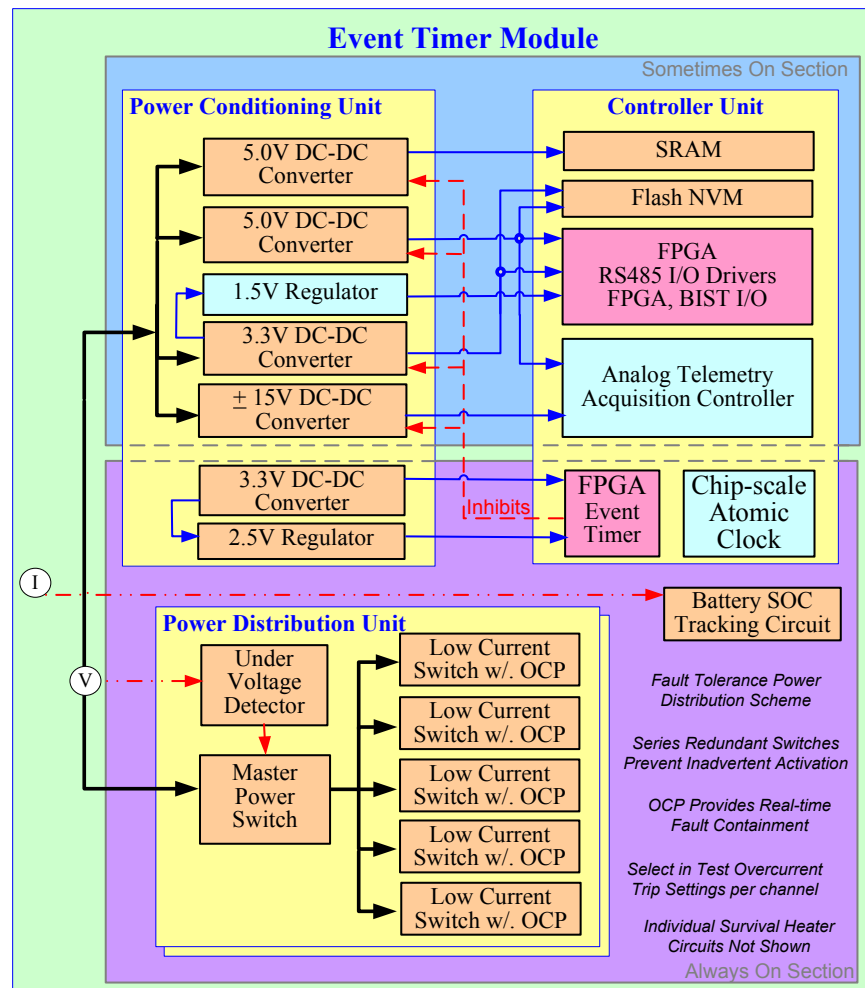 Event Timer Module
Sometimes On Section
Power Conditioning Unit
5.0V DC-DC
Converter
5.0V DC-DC
Converter
1.5V Regulator
3.3V DC-DC
Converter
± 15V DC-DC
Converter
3.3V DC-DC
Converter
2.5V Regulator
Controller Unit
SRAM
Flash NVM
FPGA
RS485 I/O Drivers
FPGA, BIST I/O
Analog Telemetry
Acquisition Controller
Inhibits
FPGA
Event
Timer
Chip-scale
Atomic
Clock
I
Battery SOC
Tracking Circuit
Power Distribution Unit
V
Under
Voltage
Detector
Master
Power
Switch
Low Current
Switch w/. OCP
Low Current
Switch w/. OCP
Low Current
Switch w/. OCP
Low Current
Switch w/. OCP
Low Current
Switch w/. OCP
Fault Tolerance Power
Distribution Scheme
Series Redundant Switches
Prevent Inadvertent Activation
OCP Provides Real-time
Fault Containment
Select in Test Overcurrent
Trip Settings per channel
Individual Survival Heater
Circuits Not Shown
Always On Section